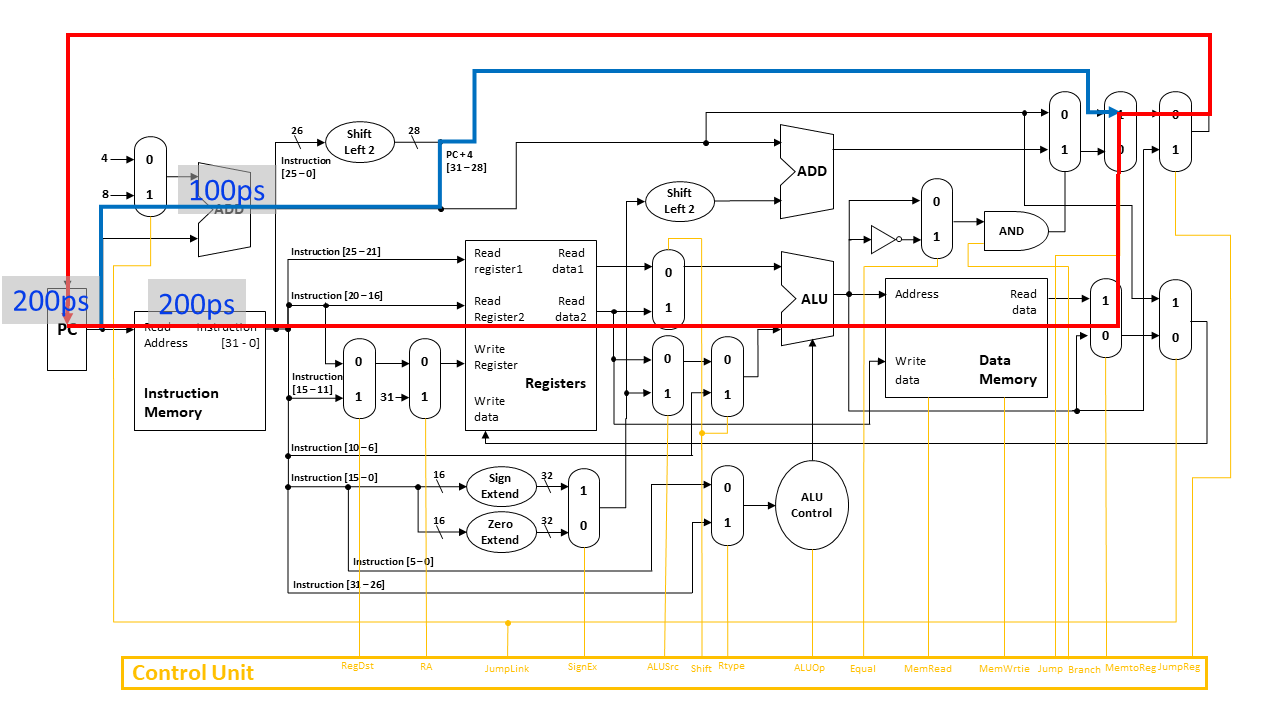 26
28
Shift
Left 2
Instruction
[25-0]
PC+4
[31-28]
4
8
0
1
100ps
ADD
ADD
0
1
0
0
1
Shift
Left 2
0
1
AND
Instruction [25-21]
Read
register1
Read
data1
0
1
ALU
Instruction [20-16]
Read
Register2
Read
data2
Address
Read
data
1
0
1
0
200ps
200ps
PC
Read
Address
Instruction
[31 - 0]
Instruction
Memory
0
1
0
1
Instruction
[15-11]
31
Write
Register
Registers
Write
data
0
1
0
1
Write
data
Data
Memory
Instruction [10-6]
Instruction [15-0]
16
Sign
Extend
32
1
0
16
Zero
Extend
32
0
1
ALU
Control
Instruction [5-0]
Instruction [31-26]
Control Unit
RegDst
RA
JumpLink
SignEx
ALUSrc
Shift
Rtype
ALUOp
Equal
MemRead
MemWrtie
Jump
Branch
MemtoReg
JumpReg